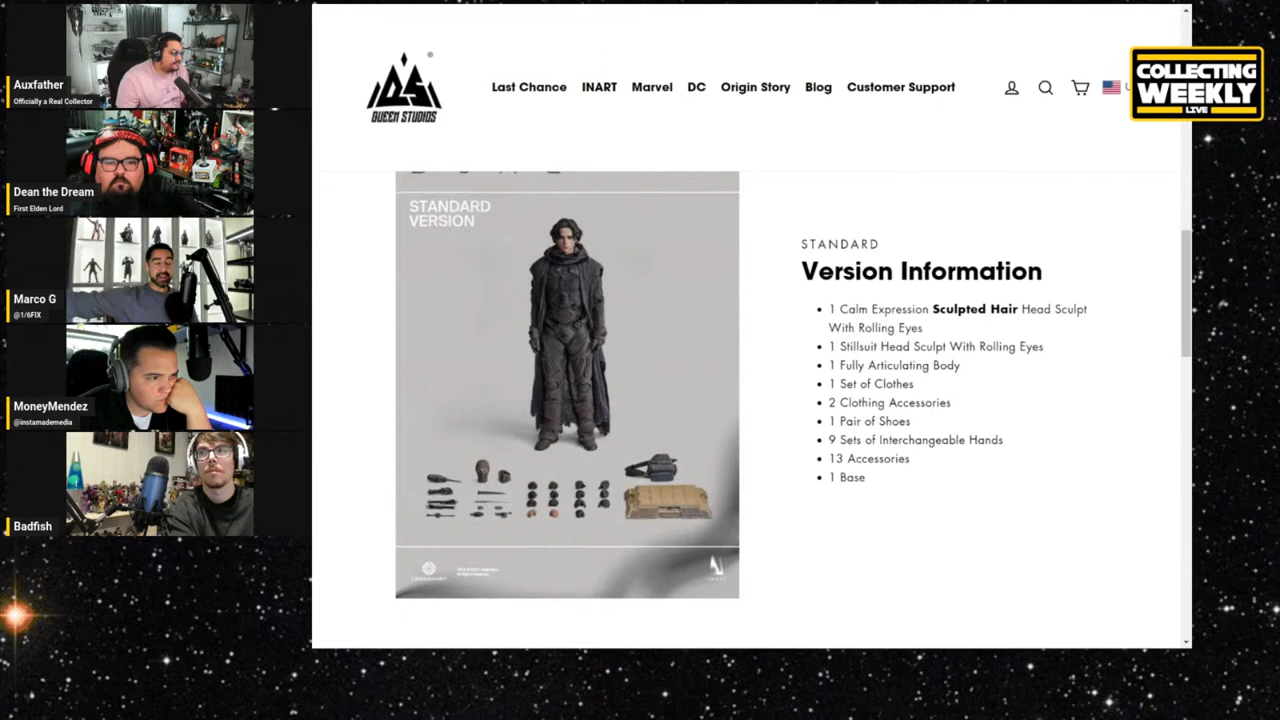 Auxfather
Officially a Real Collector
Dean the Dream
First Elden Lord
Marco G
@1/6FIX
MoneyMendez
@instamademedia
Badfish
QS
®
QUEEN STUDIOS
Last Chance
INART
Marvel
DC
Origin Story
Blog
Customer Support
COLLECTING
WEEKLY
LIVE
STANDARD
VERSION
STANDARD
Version Information
1 Calm Expression Sculpted Hair Head Sculpt
With Rolling Eyes
1 Stillsuit Head Sculpt With Rolling Eyes
1 Fully Articulating Body
1 Set of Clothes
2 Clothing Accessories
1 Pair of Shoes
9 Sets of Interchangeable Hands
13 Accessories
1 Base